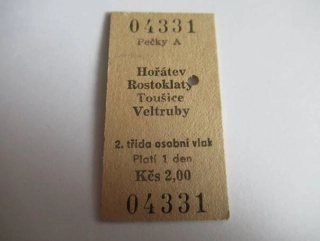 04331
Pečky A
Hořátev
Rostoklaty
Toušice
Veltruby
2. třída osobní vlak
Platí 1 den
Kčs 2,00
04331